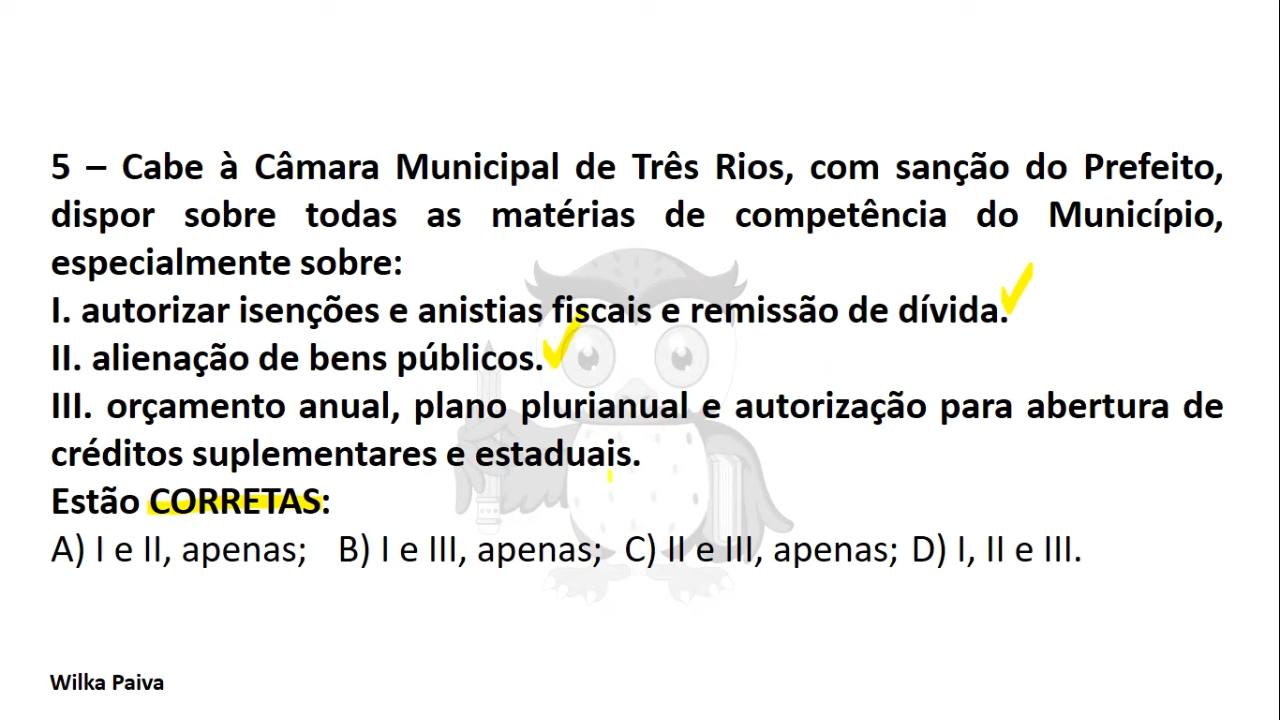 5 – Cabe à Câmara Municipal de Três Rios, com sanção do Prefeito,
dispor sobre todas as matérias de competência do Município,
especialmente sobre:
I. autorizar isenções e anistias fiscais e remissão de dívida.
II. alienação de bens públicos.
III. orçamento anual, plano plurianual e autorização para abertura de
créditos suplementares e estaduais.
Estão CORRETAS:
A) I e II, apenas; B) I e III, apenas; C) II e III, apenas; D) I, II e III.
Wilka Paiva